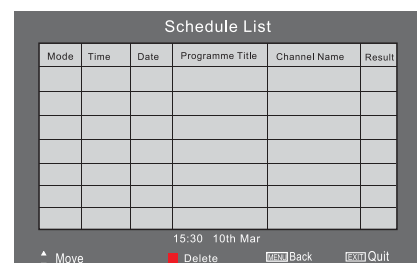 Schedule List
Mode Time Date Programme Title Channel Name Result
15:30 10th Mar
Move Delete MENU Back EXIT Quit